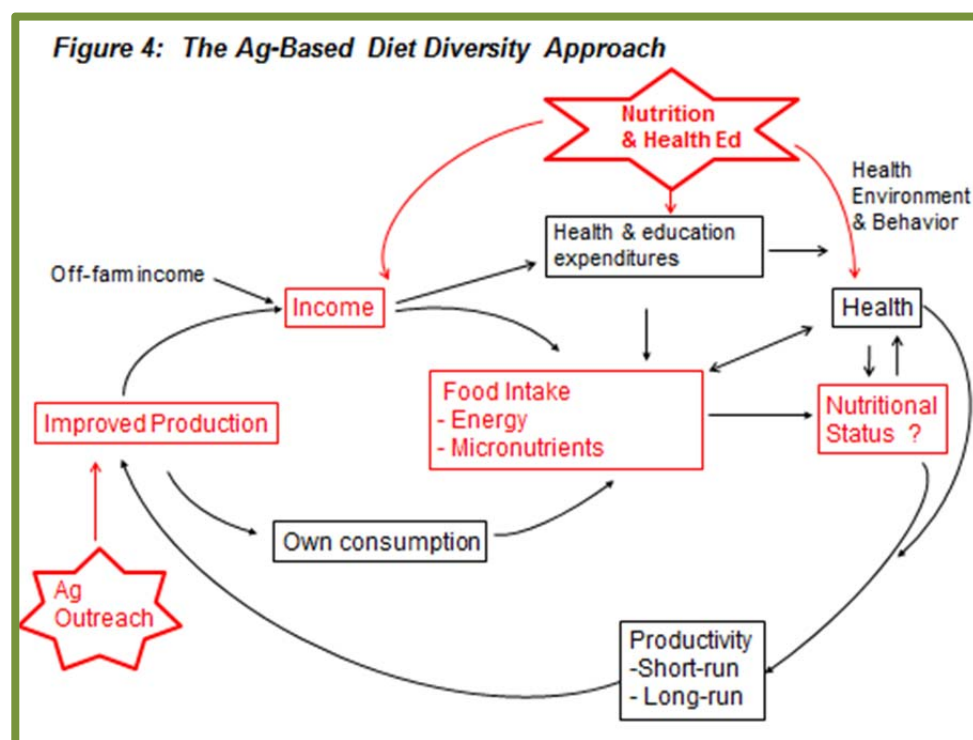 Figure 4: The Ag-Based Diet Diversity Approach
Nutrition
& Health Ed
Health
Environment
& Behavior
Health & education
expenditures
Off-farm income
Income
Health
Food Intake
- Energy
- Micronutrients
Improved Production
Nutritional
Status ?
Own consumption
Ag
Outreach
Productivity
-Short-run
- Long-run